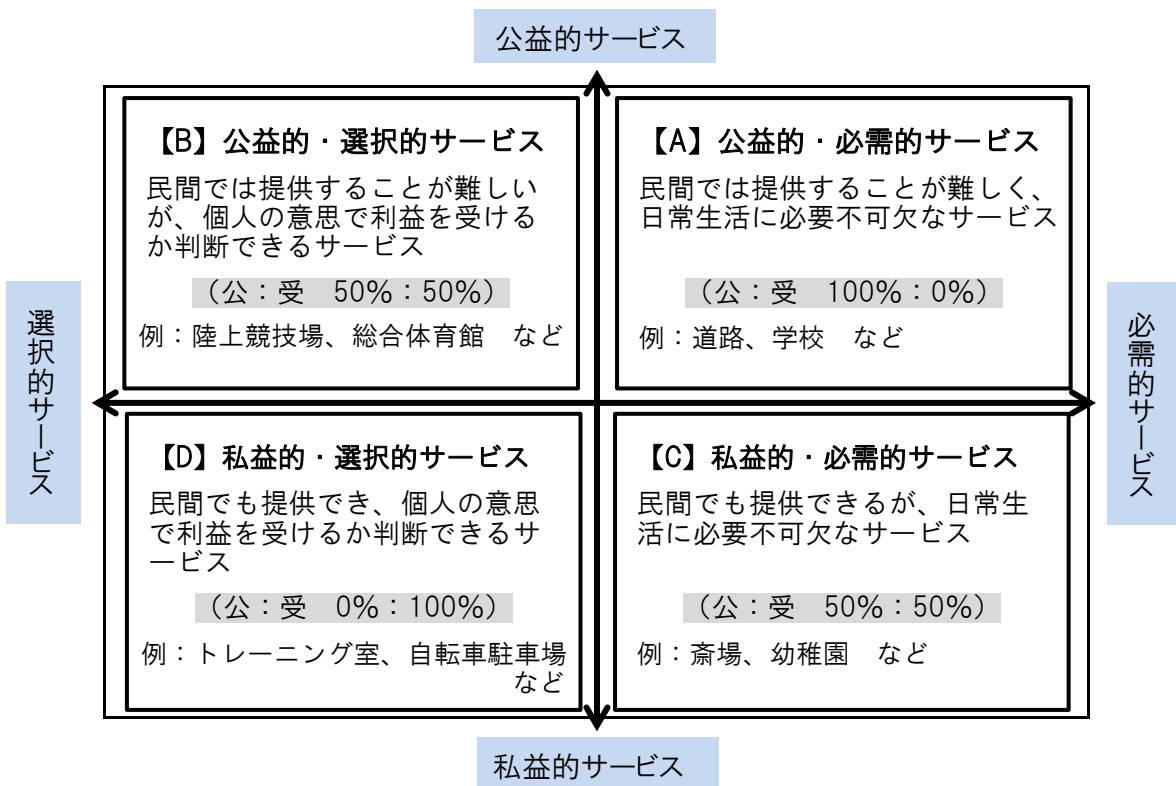 公益的サービス
【B】公益的・選択的サービス
民間では提供することが難しい
が、個人の意思で利益を受ける
か判断できるサービス
（公：受　50%：50%）
例：陸上競技場、総合体育館　など
【A】公益的・必需的サービス
民間では提供することが難しく、
日常生活に必要不可欠なサービス
（公：受　100%：0%）
例：道路、学校　など
選択的サービス
必需的サービス
【D】私益的・選択的サービス
民間でも提供でき、個人の意思
で利益を受けるか判断できるサ
ービス
（公：受　0%：100%）
例：トレーニング室、自転車駐車場
など
【C】私益的・必需的サービス
民間でも提供できるが、日常生
活に必要不可欠なサービス
（公：受　50%：50%）
例：斎場、幼稚園　など
私益的サービス